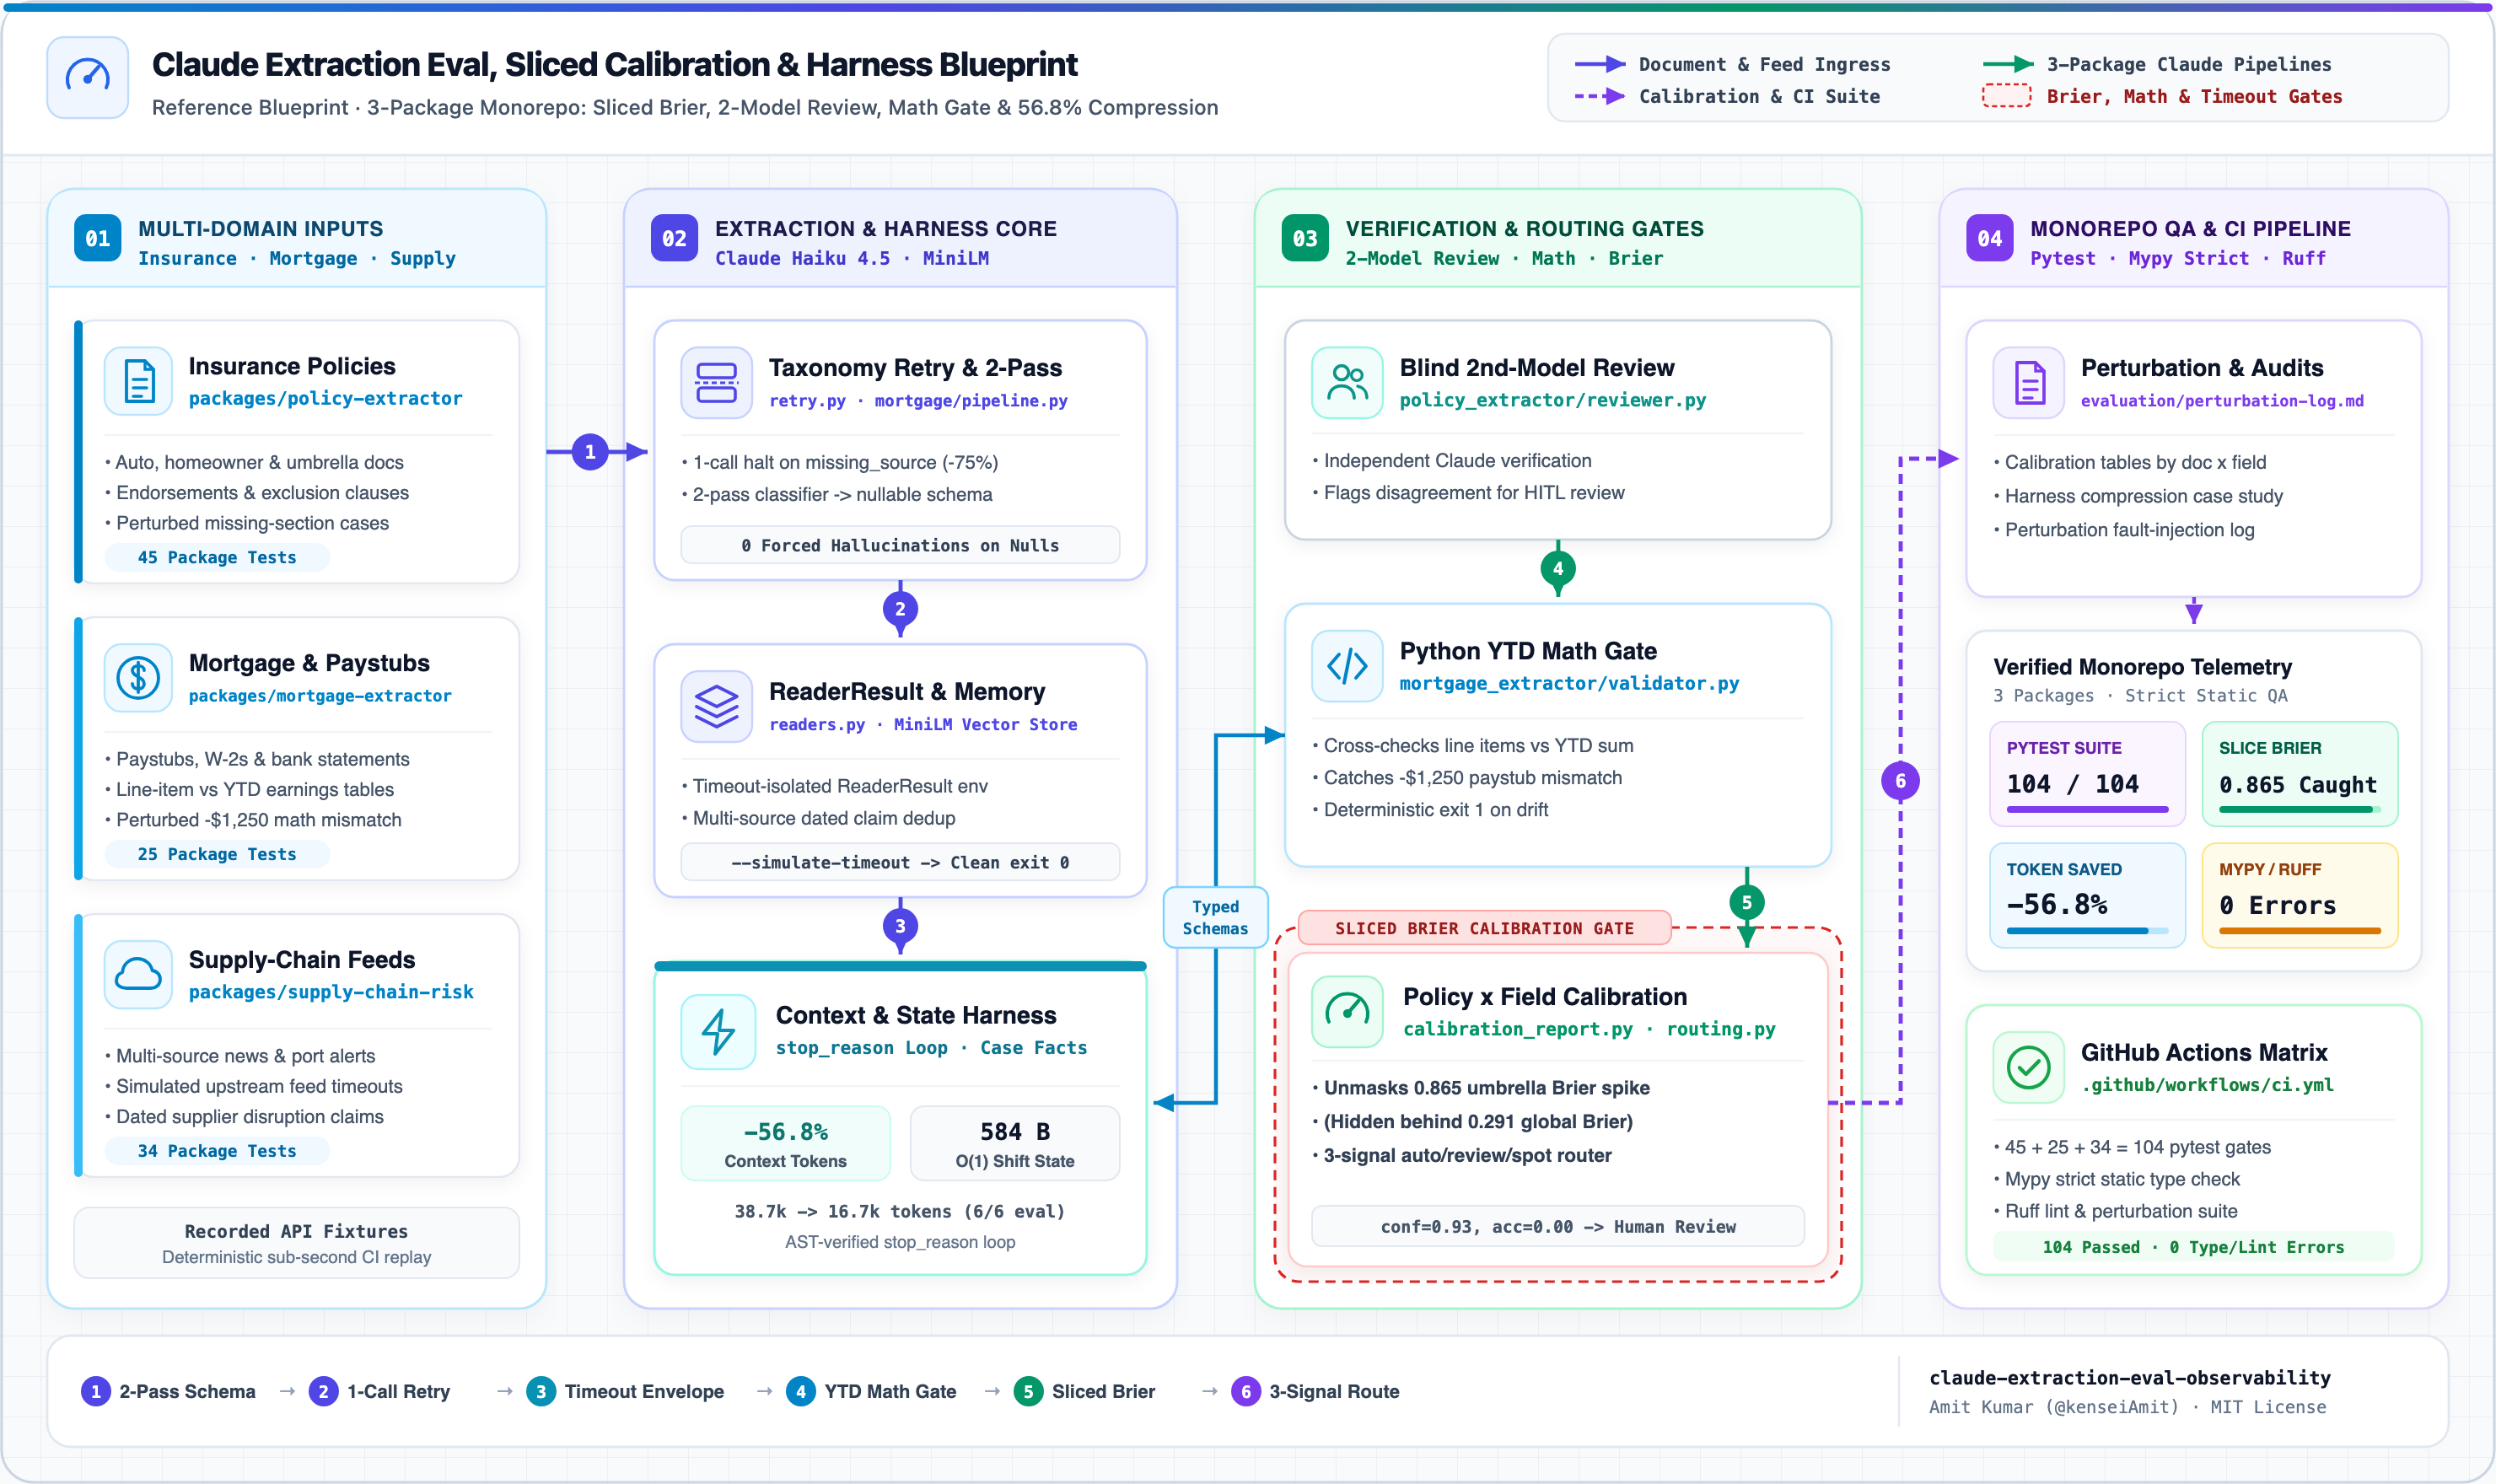 Claude Extraction Eval, Sliced Calibration & Harness Blueprint
Reference Blueprint · 3-Package Monorepo: Sliced Brier, 2-Model Review, Math Gate & 56.8% Compression
Document & Feed Ingress
3-Package Claude Pipelines
Calibration & CI Suite
Brier, Math & Timeout Gates
01
MULTI-DOMAIN INPUTS
Insurance · Mortgage · Supply
Insurance Policies
packages/policy-extractor
• Auto, homeowner & umbrella docs
• Endorsements & exclusion clauses
• Perturbed missing-section cases
45 Package Tests
Mortgage & Paystubs
packages/mortgage-extractor
• Paystubs, W-2s & bank statements
• Line-item vs YTD earnings tables
• Perturbed -$1,250 math mismatch
25 Package Tests
Supply-Chain Feeds
packages/supply-chain-risk
• Multi-source news & port alerts
• Simulated upstream feed timeouts
• Dated supplier disruption claims
34 Package Tests
Recorded API Fixtures
Deterministic sub-second CI replay
1
02
EXTRACTION & HARNESS CORE
Claude Haiku 4.5 · MiniLM
Taxonomy Retry & 2-Pass
retry.py · mortgage/pipeline.py
• 1-call halt on missing_source (-75%)
• 2-pass classifier -> nullable schema
0 Forced Hallucinations on Nulls
2
ReaderResult & Memory
readers.py · MiniLM Vector Store
• Timeout-isolated ReaderResult env
• Multi-source dated claim dedup
--simulate-timeout -> Clean exit 0
3
Context & State Harness
stop_reason Loop · Case Facts
-56.8%
Context Tokens
584 B
O(1) Shift State
38.7k -> 16.7k tokens (6/6 eval)
AST-verified stop_reason loop
Typed
Schemas
03
VERIFICATION & ROUTING GATES
2-Model Review · Math · Brier
Blind 2nd-Model Review
policy_extractor/reviewer.py
• Independent Claude verification
• Flags disagreement for HITL review
4
Python YTD Math Gate
mortgage_extractor/validator.py
• Cross-checks line items vs YTD sum
• Catches -$1,250 paystub mismatch
• Deterministic exit 1 on drift
5
SLICED BRIER CALIBRATION GATE
Policy x Field Calibration
calibration_report.py · routing.py
• Unmasks 0.865 umbrella Brier spike
• (Hidden behind 0.291 global Brier)
• 3-signal auto/review/spot router
conf=0.93, acc=0.00 -> Human Review
6
04
MONOREPO QA & CI PIPELINE
Pytest · Mypy Strict · Ruff
Perturbation & Audits
evaluation/perturbation-log.md
• Calibration tables by doc x field
• Harness compression case study
• Perturbation fault-injection log
Verified Monorepo Telemetry
3 Packages · Strict Static QA
PYTEST SUITE
104 / 104
SLICE BRIER
0.865 Caught
TOKEN SAVED
-56.8%
MYPY / RUFF
0 Errors
GitHub Actions Matrix
.github/workflows/ci.yml
• 45 + 25 + 34 = 104 pytest gates
• Mypy strict static type check
• Ruff lint & perturbation suite
104 Passed · 0 Type/Lint Errors
1 2-Pass Schema → 2 1-Call Retry → 3 Timeout Envelope → 4 YTD Math Gate → 5 Sliced Brier → 6 3-Signal Route
claude-extraction-eval-observability
Amit Kumar (@kenseiAmit) · MIT License